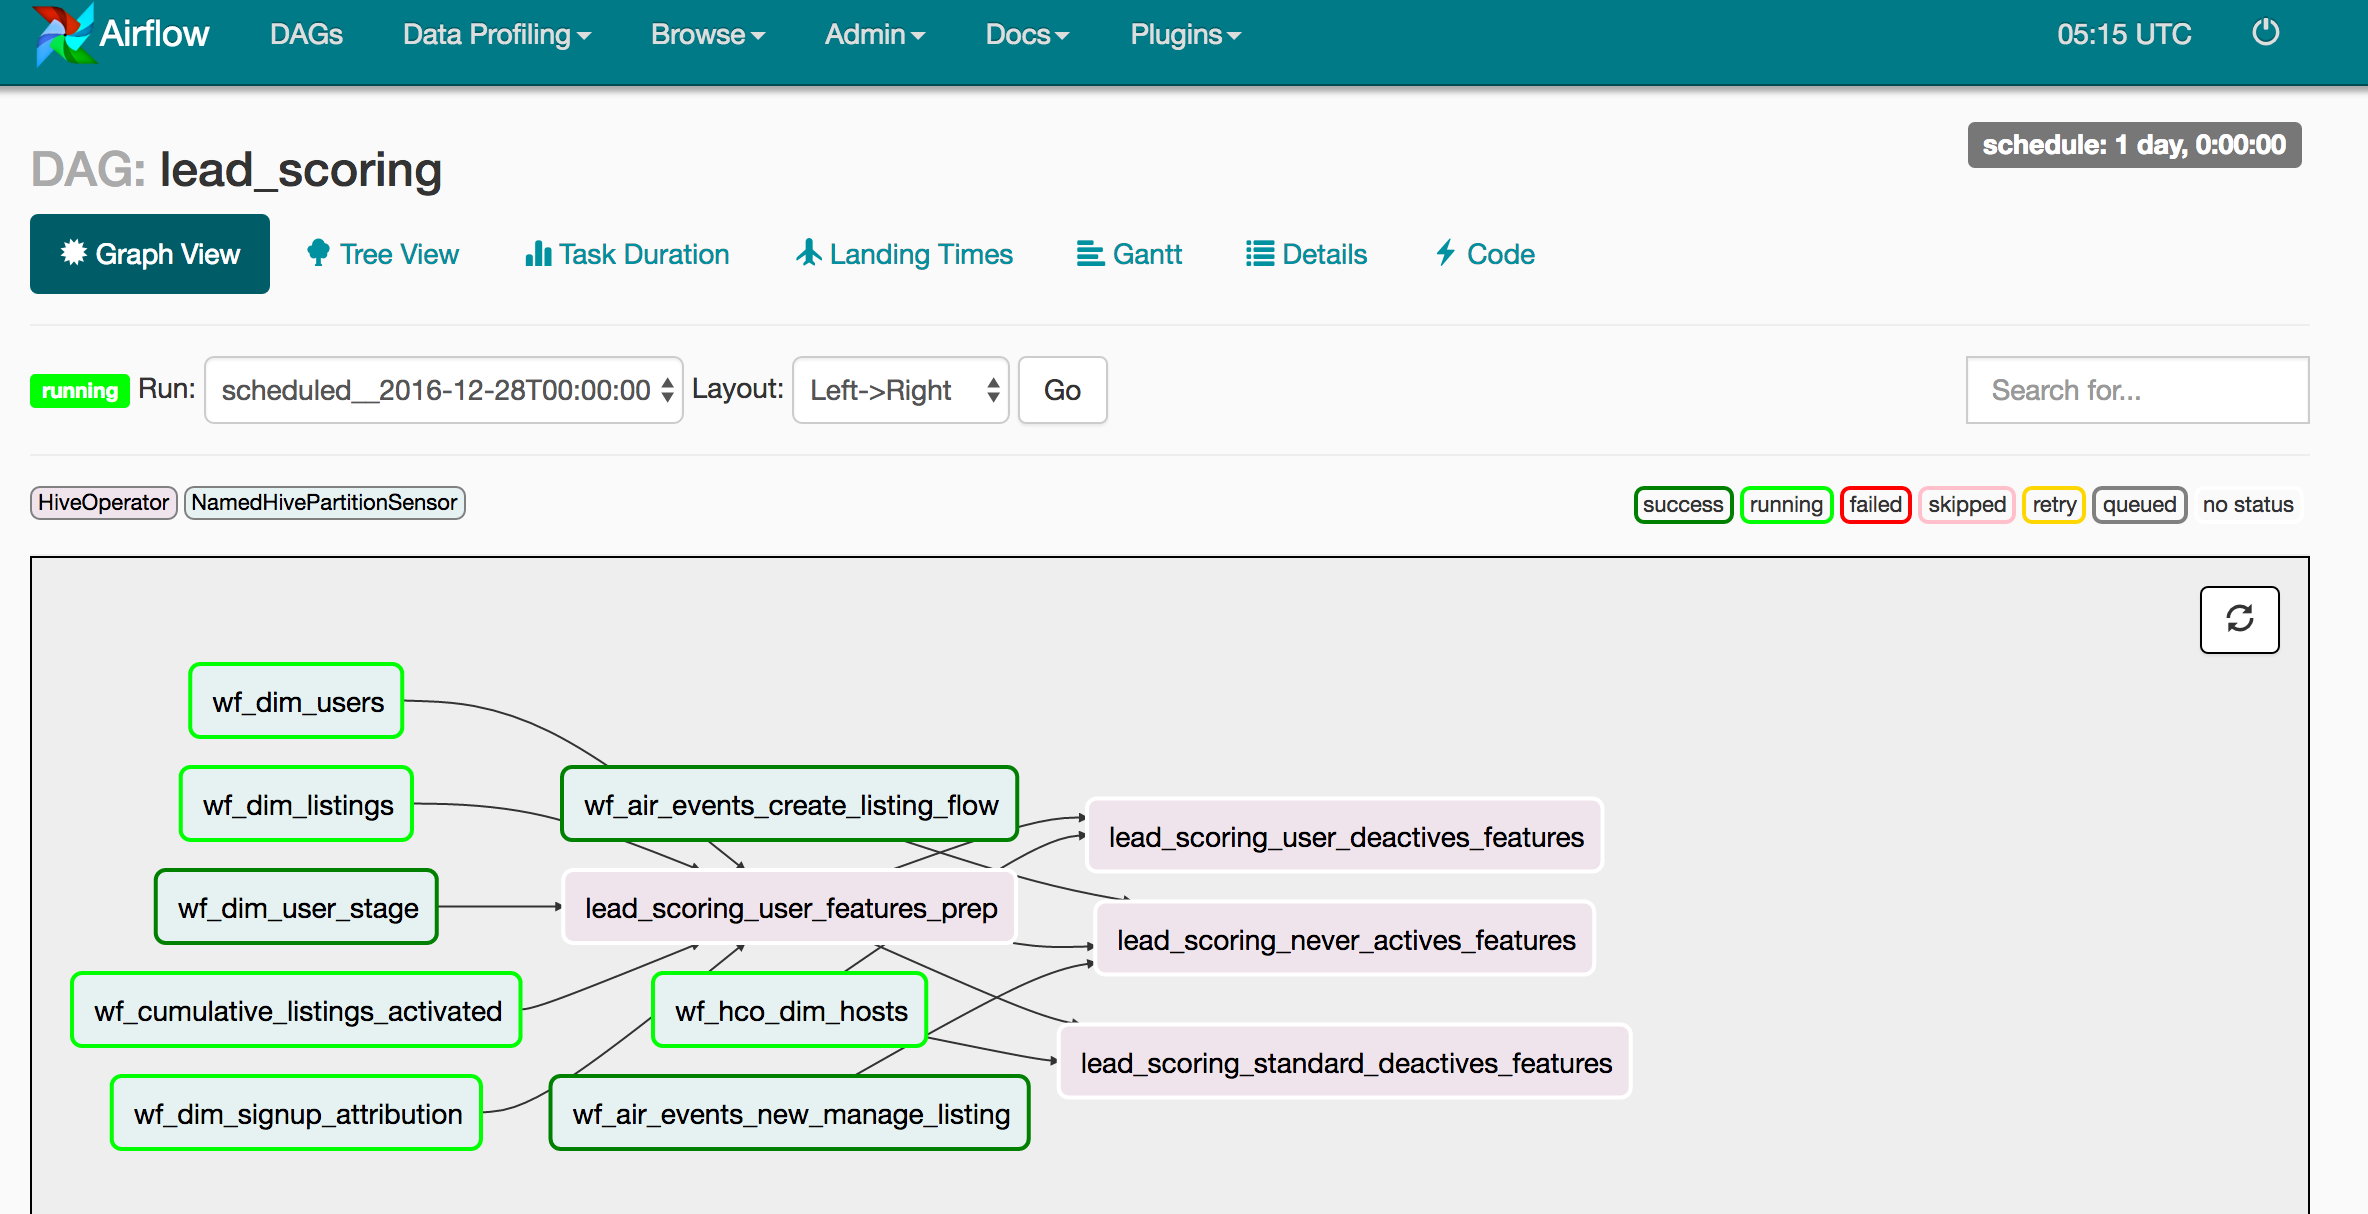 Airflow DAGs Data Profiling Browse Admin Docs Plugins 05:15 UTC
schedule: 1 day, 0:00:00
DAG: lead_scoring
Graph View Tree View Task Duration Landing Times Gantt Details Code
running Run: scheduled__2016-12-28T00:00:00 Layout: Left->Right Go Search for...
HiveOperator NamedHivePartitionSensor success running failed skipped retry queued no status
wf_dim_users
wf_dim_listings wf_air_events_create_listing_flow
lead_scoring_user_deactives_features
wf_dim_user_stage lead_scoring_user_features_prep
lead_scoring_never_actives_features
wf_cumulative_listings_activated wf_hco_dim_hosts
lead_scoring_standard_deactives_features
wf_dim_signup_attribution wf_air_events_new_manage_listing